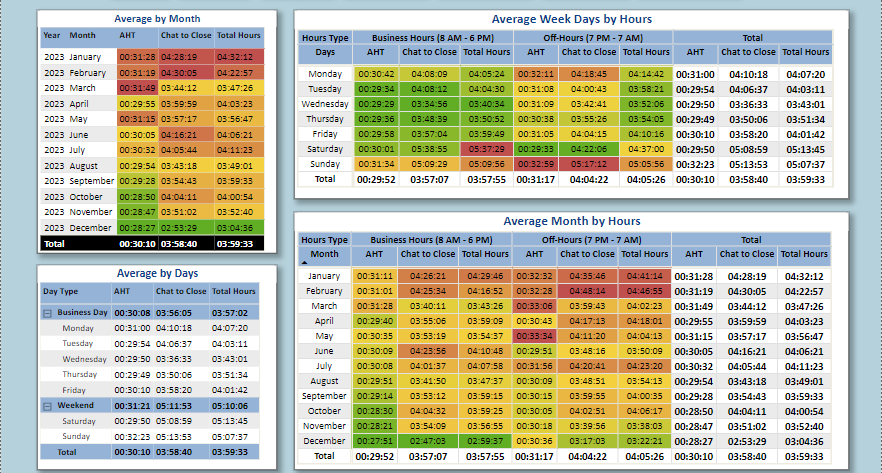 Average by Month
Year Month AHT Chat to Close Total Hours
2023 January 00:31:28 04:28:19 04:32:12
2023 February 00:31:19 04:30:05 04:22:57
2023 March 00:31:49 03:44:12 03:47:26
2023 April 00:29:55 03:59:59 04:03:23
2023 May 00:31:15 03:57:17 03:56:47
2023 June 00:30:05 04:16:21 04:06:21
2023 July 00:30:32 04:05:44 04:11:23
2023 August 00:29:54 03:43:18 03:49:01
2023 September 00:29:28 03:54:43 03:59:33
2023 October 00:28:50 04:04:11 04:00:54
2023 November 00:28:47 03:51:02 03:52:40
2023 December 00:28:27 02:53:29 03:04:36
Total 00:30:10 03:58:40 03:59:33
Average by Days
Day Type AHT Chat to Close Total Hours
Business Day 00:30:08 03:56:05 03:57:02
Monday 00:31:00 04:10:18 04:07:20
Tuesday 00:29:54 04:06:37 04:03:11
Wednesday 00:29:50 03:36:33 03:43:01
Thursday 00:29:49 03:50:06 03:51:34
Friday 00:30:10 03:58:20 04:01:42
Weekend 00:31:21 05:11:53 05:10:06
Saturday 00:29:50 05:08:59 05:13:45
Sunday 00:32:23 05:13:53 05:07:37
Total 00:30:10 03:58:40 03:59:33
Average Week Days by Hours
Hours Type Business Hours (8 AM - 6 PM) Off-Hours (7 PM - 7 AM) Total
Days AHT Chat to Close Total Hours AHT Chat to Close Total Hours AHT Chat to Close Total Hours
Monday 00:30:42 04:08:09 04:05:24 00:32:11 04:18:45 04:14:42 00:31:00 04:10:18 04:07:20
Tuesday 00:29:34 04:08:12 04:04:30 00:31:08 04:00:43 03:58:21 00:29:54 04:06:37 04:03:11
Wednesday 00:29:29 03:34:56 03:40:34 00:31:09 03:42:41 03:52:06 00:29:50 03:36:33 03:43:01
Thursday 00:29:36 03:48:39 03:50:52 00:30:38 03:55:26 03:54:05 00:29:49 03:50:06 03:51:34
Friday 00:29:58 03:57:04 03:59:49 00:31:05 04:04:15 04:10:16 00:30:10 03:58:20 04:01:42
Saturday 00:30:01 05:38:55 05:37:29 00:29:33 04:22:06 04:37:00 00:29:50 05:08:59 05:13:45
Sunday 00:31:34 05:09:29 05:09:56 00:32:59 05:17:12 05:05:56 00:32:23 05:13:53 05:07:37
Total 00:29:52 03:57:07 03:57:55 00:31:17 04:04:22 04:05:26 00:30:10 03:58:40 03:59:33
Average Month by Hours
Hours Type Business Hours (8 AM - 6 PM) Off-Hours (7 PM - 7 AM) Total
Month AHT Chat to Close Total Hours AHT Chat to Close Total Hours AHT Chat to Close Total Hours
January 00:31:11 04:26:21 04:29:46 00:32:32 04:35:46 04:41:14 00:31:28 04:28:19 04:32:12
February 00:31:01 04:25:34 04:16:52 00:32:28 04:48:14 04:46:55 00:31:19 04:30:05 04:22:57
March 00:31:28 03:40:11 03:43:26 00:33:06 03:59:43 04:02:23 00:31:49 03:44:12 03:47:26
April 00:29:40 03:55:06 03:59:09 00:30:43 04:17:13 04:18:01 00:29:55 03:59:59 04:03:23
May 00:30:35 03:53:19 03:54:37 00:33:34 04:11:20 04:04:13 00:31:15 03:57:17 03:56:47
June 00:30:09 04:23:56 04:10:48 00:29:51 03:48:16 03:50:09 00:30:05 04:16:21 04:06:21
July 00:30:08 04:01:37 04:07:58 00:31:56 04:20:41 04:23:20 00:30:32 04:05:44 04:11:23
August 00:29:51 03:41:50 03:47:37 00:30:09 03:48:51 03:54:13 00:29:54 03:43:18 03:49:01
September 00:29:14 03:53:12 03:59:15 00:30:15 03:59:55 04:00:35 00:29:28 03:54:43 03:59:33
October 00:28:30 04:04:32 03:59:25 00:30:05 04:02:51 04:06:17 00:28:50 04:04:11 04:00:54
November 00:28:21 03:54:09 03:56:55 00:30:18 03:39:56 03:38:03 00:28:47 03:51:02 03:52:40
December 00:27:51 02:47:03 02:59:37 00:30:36 03:17:03 03:22:21 00:28:27 02:53:29 03:04:36
Total 00:29:52 03:57:07 03:57:55 00:31:17 04:04:22 04:05:26 00:30:10 03:58:40 03:59:33